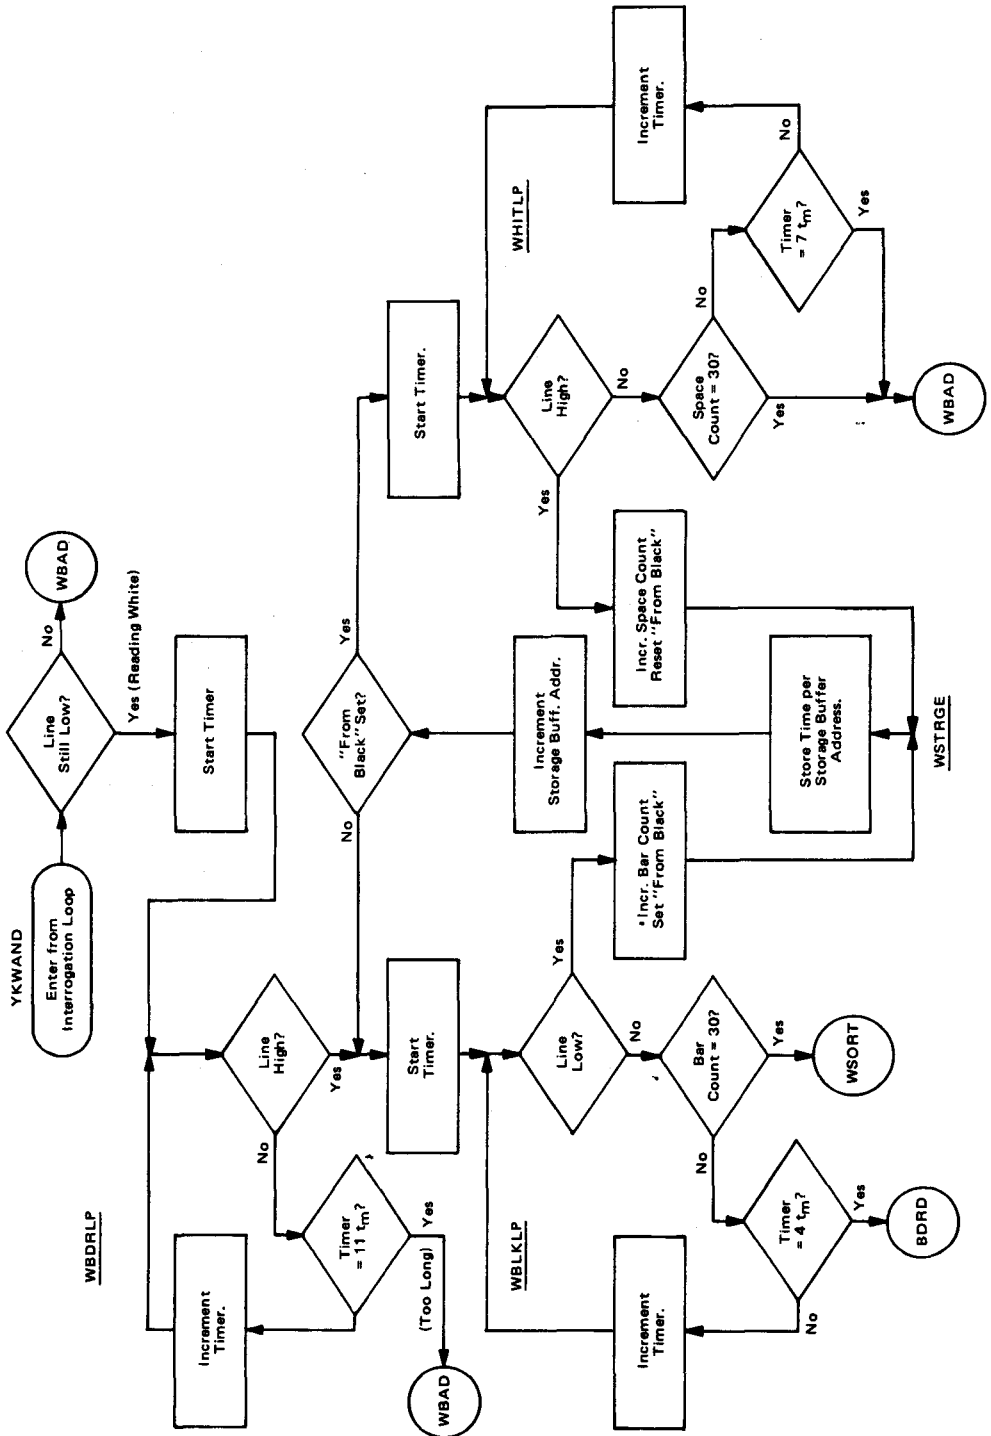 YKWAND
Enter from
Interrogation Loop
Line
Still Low?
No
WBAD
Yes (Reading White)
Start Timer
WBDRLP
Increment
Timer.
Line
High?
No
Yes
Timer
= 11 tm?
Yes
(Too Long)
WBAD
"From
Black" Set?
No
Yes
Start
Timer.
WBLKLP
Increment
Timer.
Line
Low?
Yes
No
Bar
Count = 30?
No
Yes
Timer
= 4 tm?
No
Yes
BDRD
WSORT
Incr. Bar Count
Set "From Black"
Increment
Storage Buff. Addr.
Store Time per
Storage Buffer
Address.
WSTRGE
Incr. Space Count
Reset "From Black"
Start Timer.
WHITLP
Increment
Timer.
Line
High?
Yes
No
Space
Count = 30?
No
Yes
Timer
= 7 tm?
No
Yes
WBAD